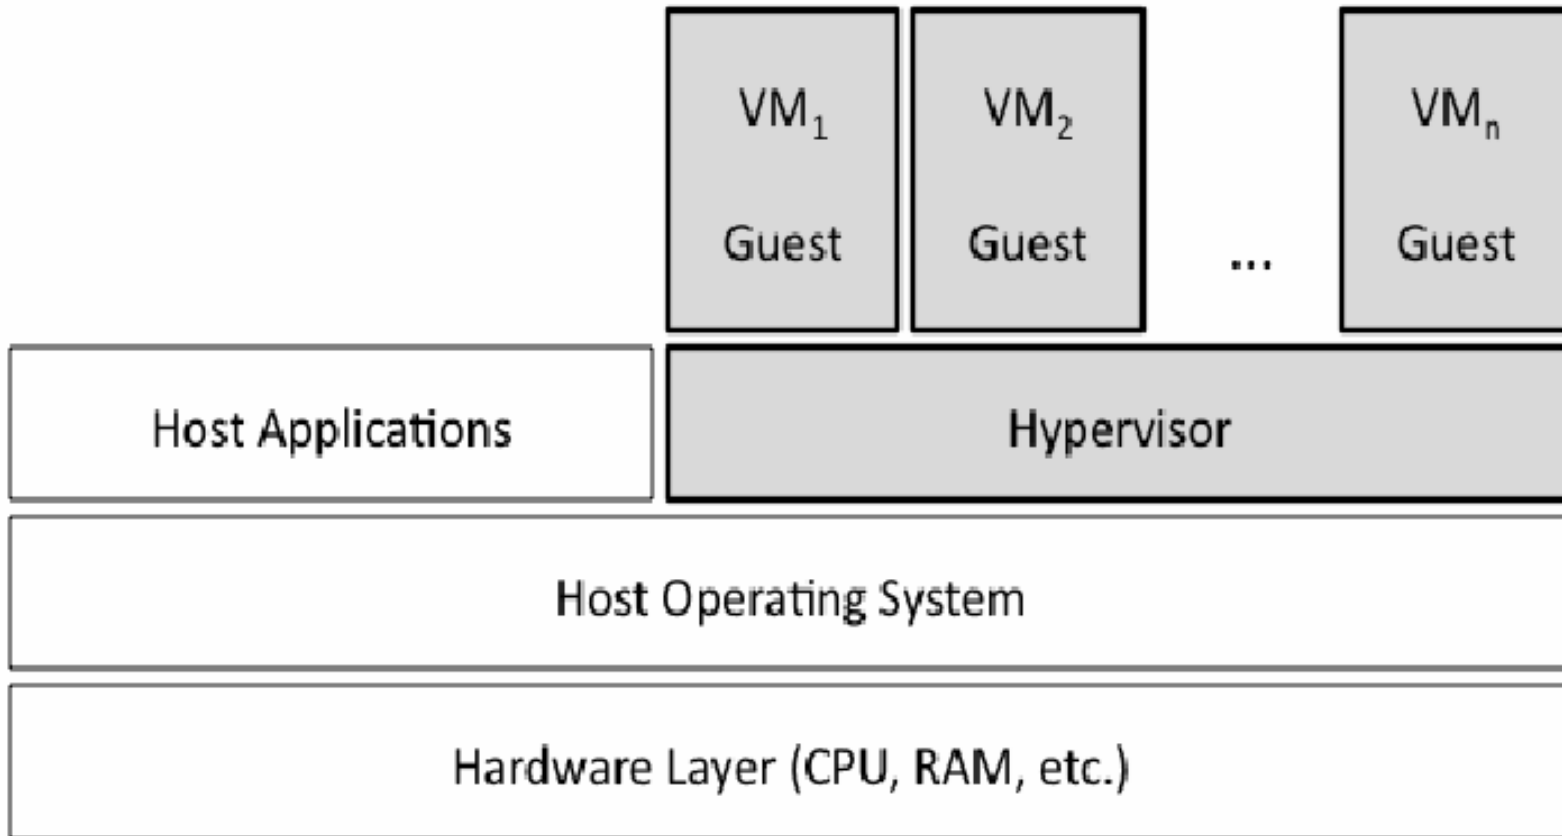 VM₁
Guest
VM₂
Guest
...
VMₙ
Guest
Host Applications
Hypervisor
Host Operating System
Hardware Layer (CPU, RAM, etc.)